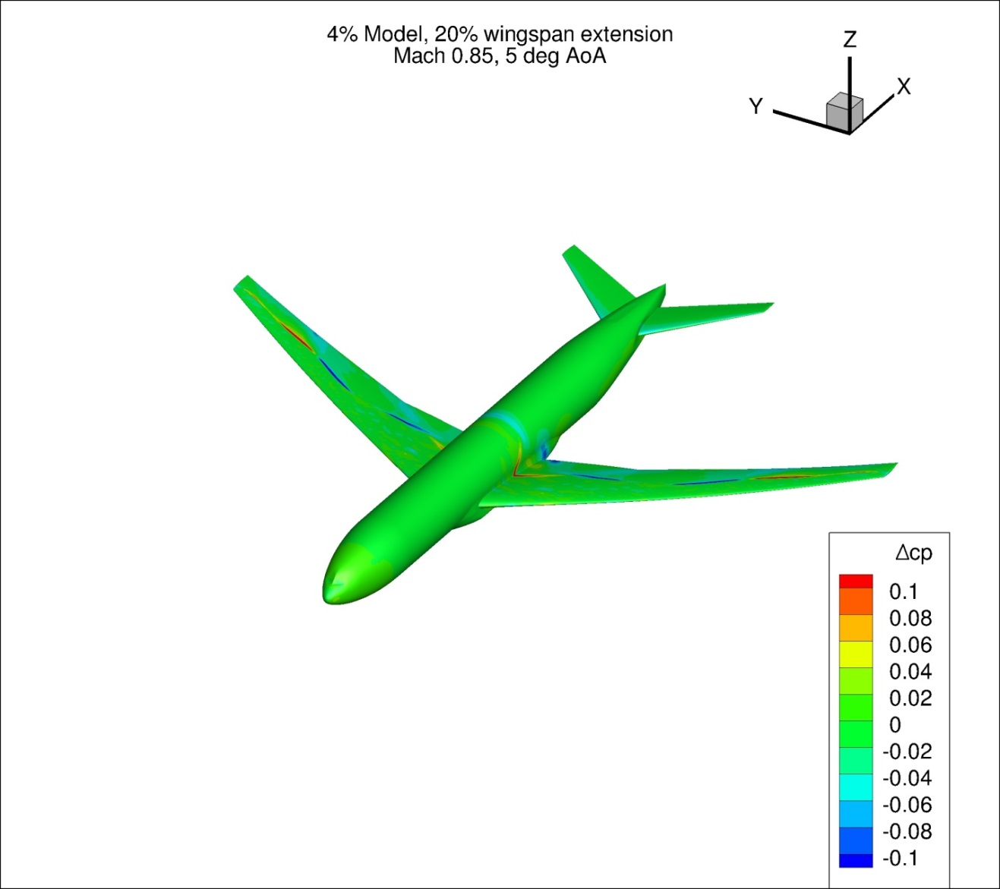 4% Model, 20% wingspan extension
Mach 0.85, 5 deg AoA
Z
X
Y
Δcp
0.1
0.08
0.06
0.04
0.02
0
-0.02
-0.04
-0.06
-0.08
-0.1